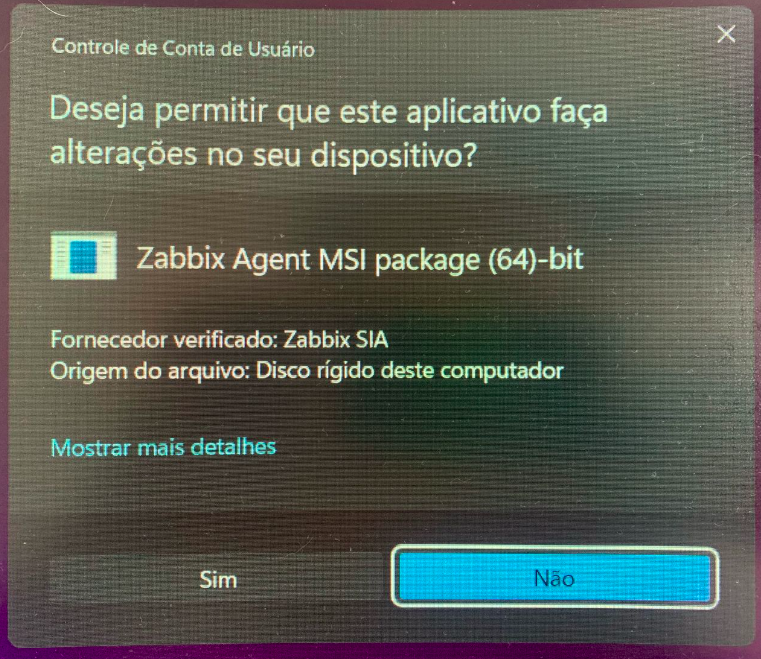 Controle de Conta de Usuário
Deseja permitir que este aplicativo faça
alterações no seu dispositivo?
Zabbix Agent MSI package (64)-bit
Fornecedor verificado: Zabbix SIA
Origem do arquivo: Disco rígido deste computador
Mostrar mais detalhes
Sim
Não